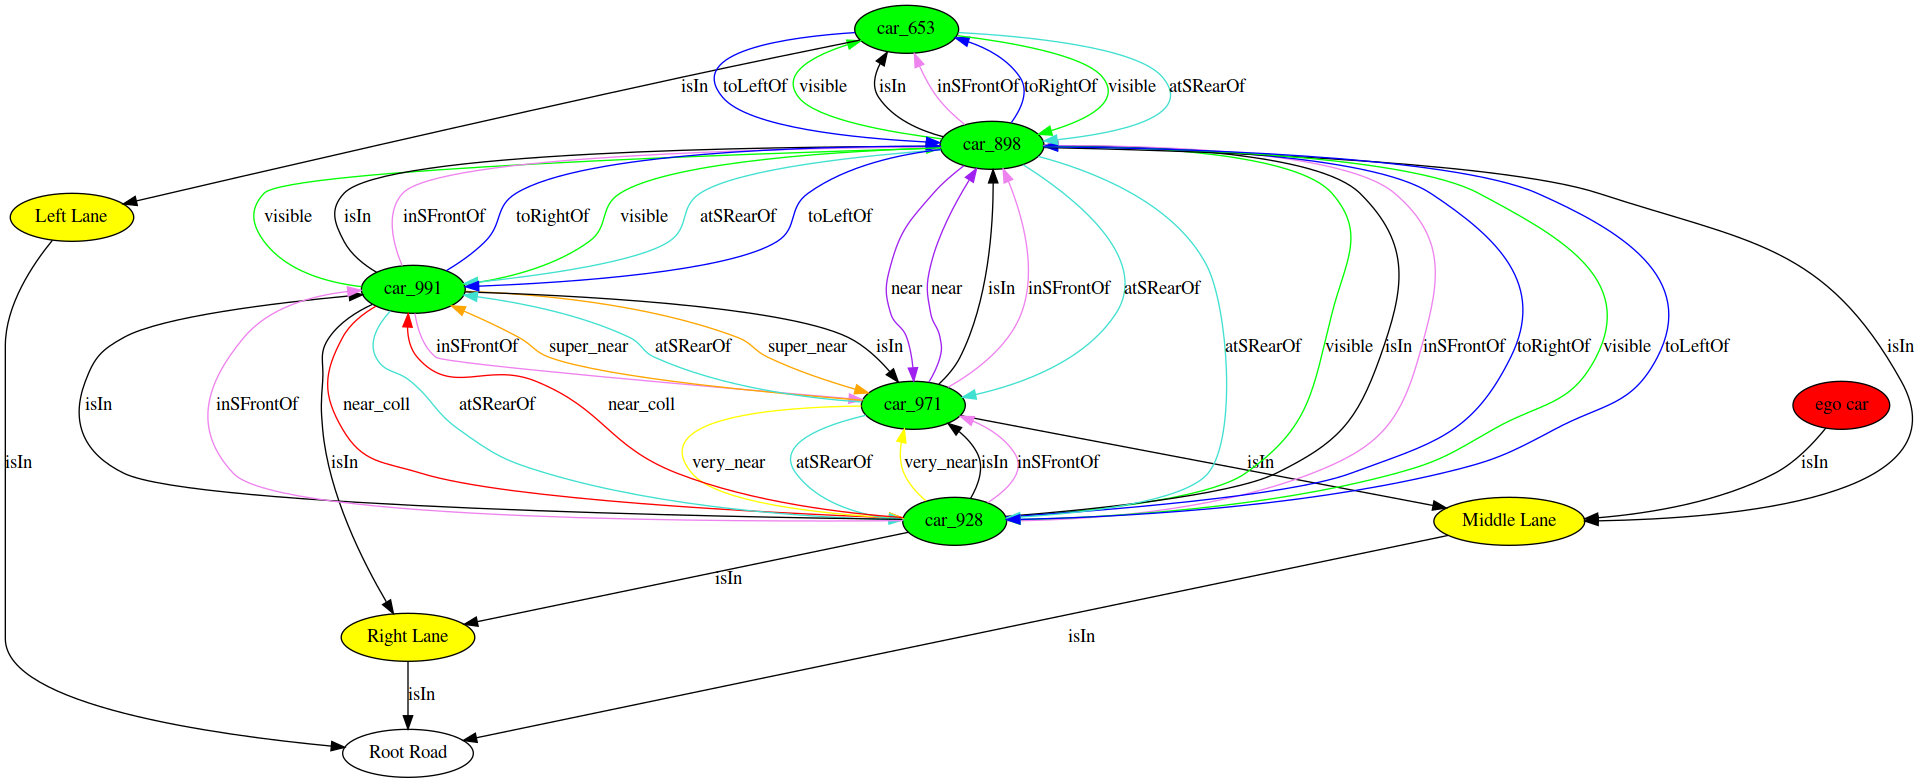 car_653
isIn
toLeftOf
visible
isIn
inSFrontOf
toRightOf
visible
atSRearOf
car_898
Left Lane
visible
isIn
inSFrontOf
toRightOf
visible
atSRearOf
toLeftOf
car_991
near
near
isIn
inSFrontOf
atSRearOf
inSFrontOf
super_near
atSRearOf
super_near
isIn
atSRearOf
visible
isIn
inSFrontOf
toRightOf
visible
toLeftOf
isIn
isIn
inSFrontOf
near_coll
atSRearOf
near_coll
car_971
ego car
isIn
isIn
very_near
atSRearOf
very_near
isIn
inSFrontOf
isIn
isIn
car_928
Middle Lane
isIn
Right Lane
isIn
isIn
Root Road